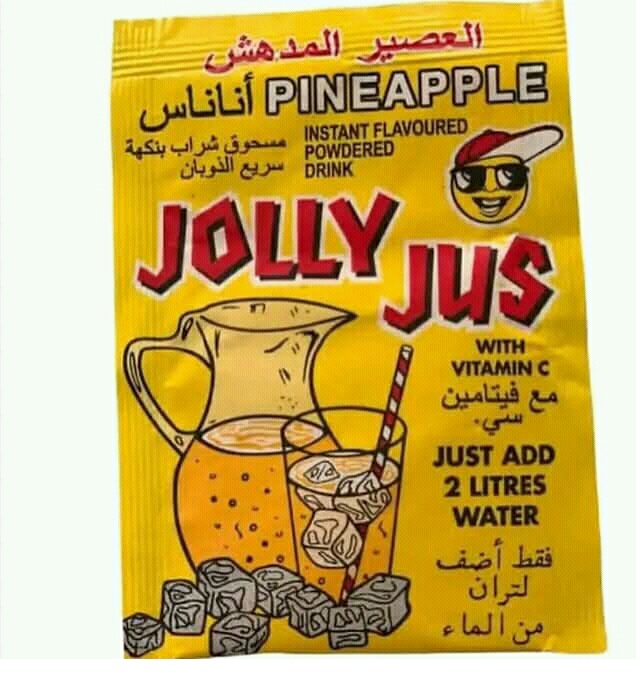 العصير المدهش
أناناس PINEAPPLE
مسحوق شراب بنكهة
سريع الذوبان
INSTANT FLAVOURED
POWDERED
DRINK
JOLLY
JUS
WITH
VITAMIN C
مع فيتامين
سي.
JUST ADD
2 LITRES
WATER
فقط أضف
لتران
من الماء